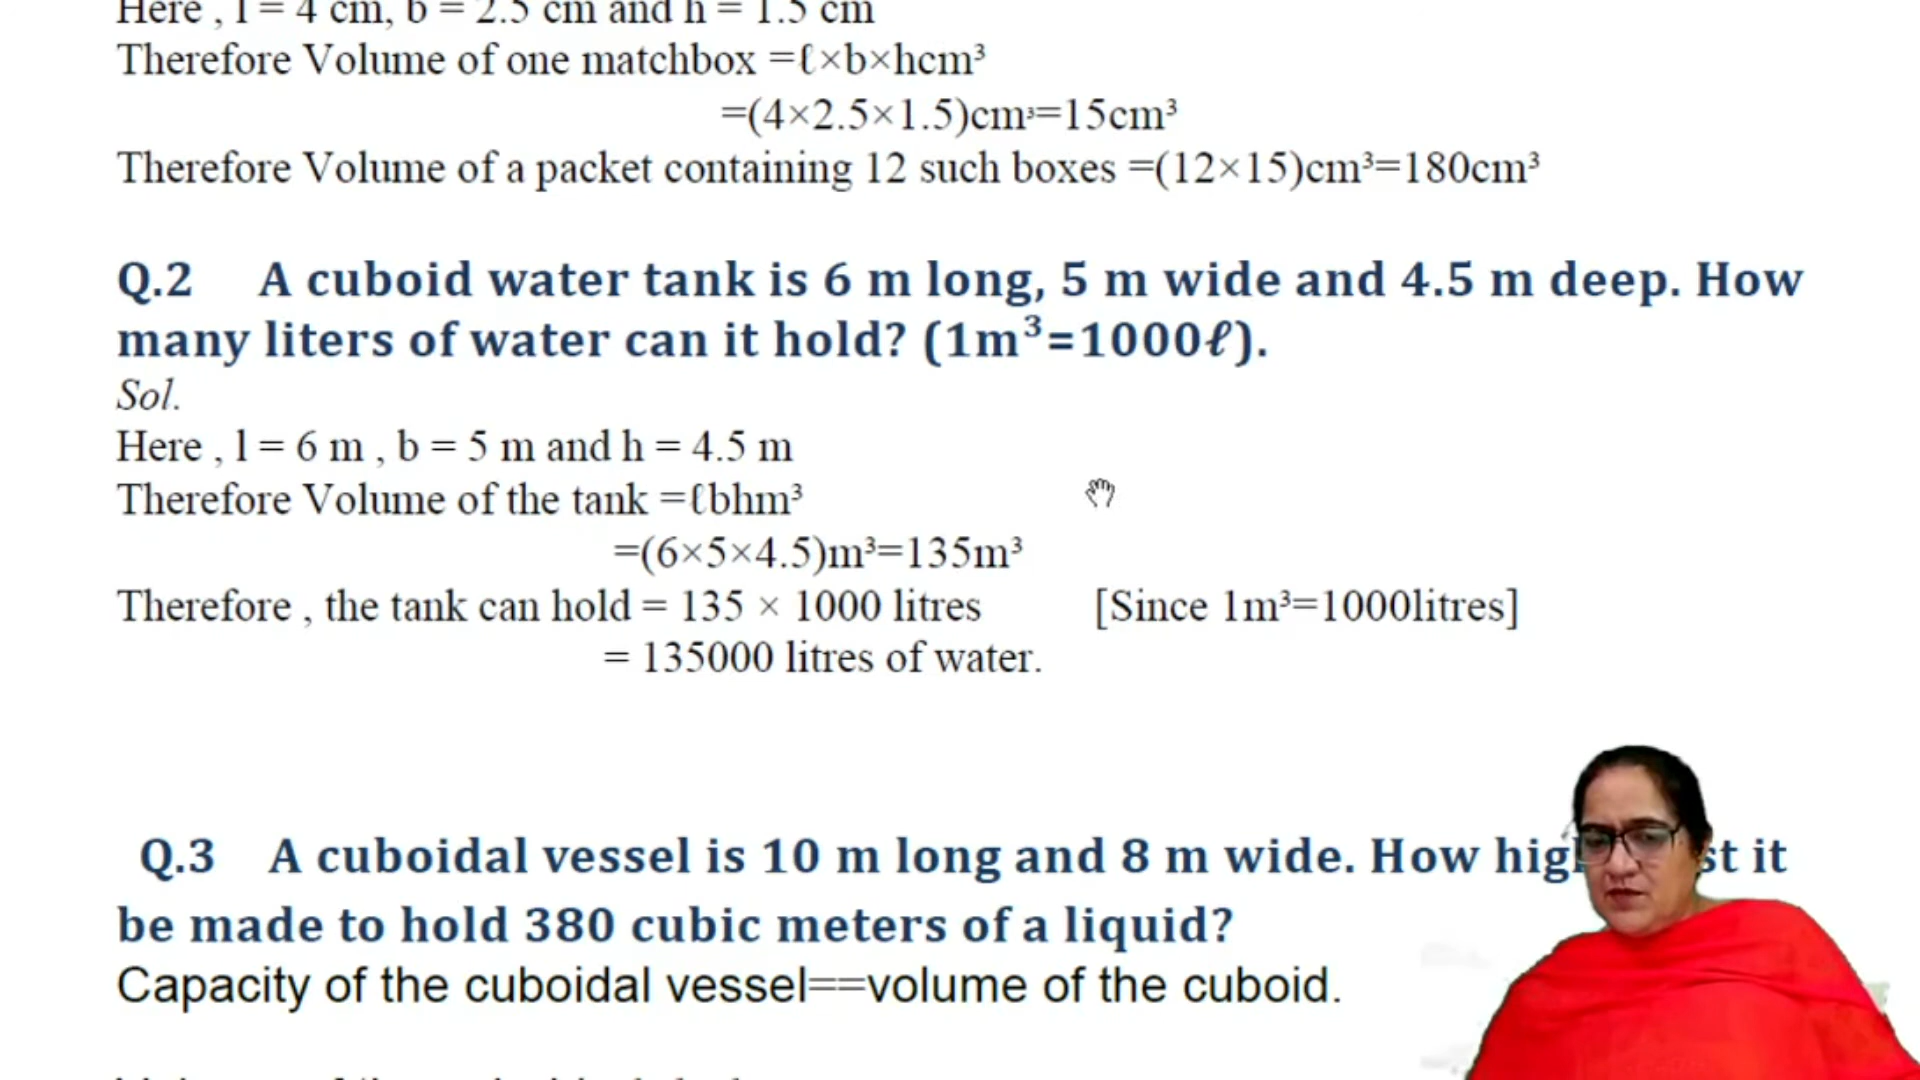 Here , l = 4 cm, b = 2.5 cm and h = 1.5 cm
Therefore Volume of one matchbox =ℓ×b×hcm³
=(4×2.5×1.5)cm³=15cm³
Therefore Volume of a packet containing 12 such boxes =(12×15)cm³=180cm³
Q.2 A cuboid water tank is 6 m long, 5 m wide and 4.5 m deep. How
many liters of water can it hold? (1m³=1000ℓ).
Sol.
Here , l = 6 m , b = 5 m and h = 4.5 m
Therefore Volume of the tank =ℓbhm³
=(6×5×4.5)m³=135m³
Therefore , the tank can hold = 135 × 1000 litres [Since 1m³=1000litres]
= 135000 litres of water.
Q.3 A cuboidal vessel is 10 m long and 8 m wide. How it
be made to hold 380 cubic meters of a liquid?
Capacity of the cuboidal vessel==volume of the cuboid.